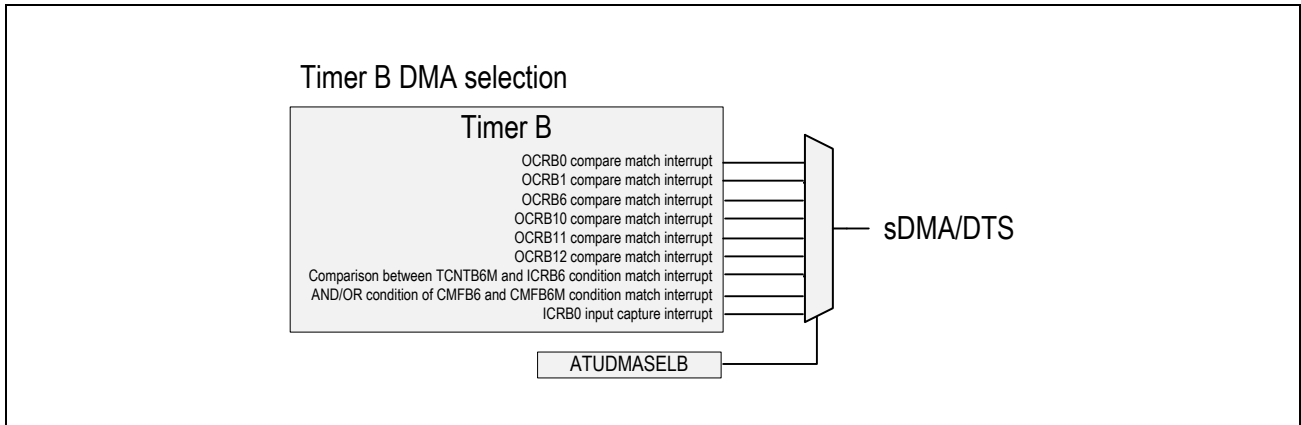 Timer B DMA selection
Timer B
OCRB0 compare match interrupt
OCRB1 compare match interrupt
OCRB6 compare match interrupt
OCRB10 compare match interrupt
OCRB11 compare match interrupt
OCRB12 compare match interrupt
Comparison between TCNTB6M and ICRB6 condition match interrupt
AND/OR condition of CMFB6 and CMFB6M condition match interrupt
ICRB0 input capture interrupt
sDMA/DTS
ATUDMASELB